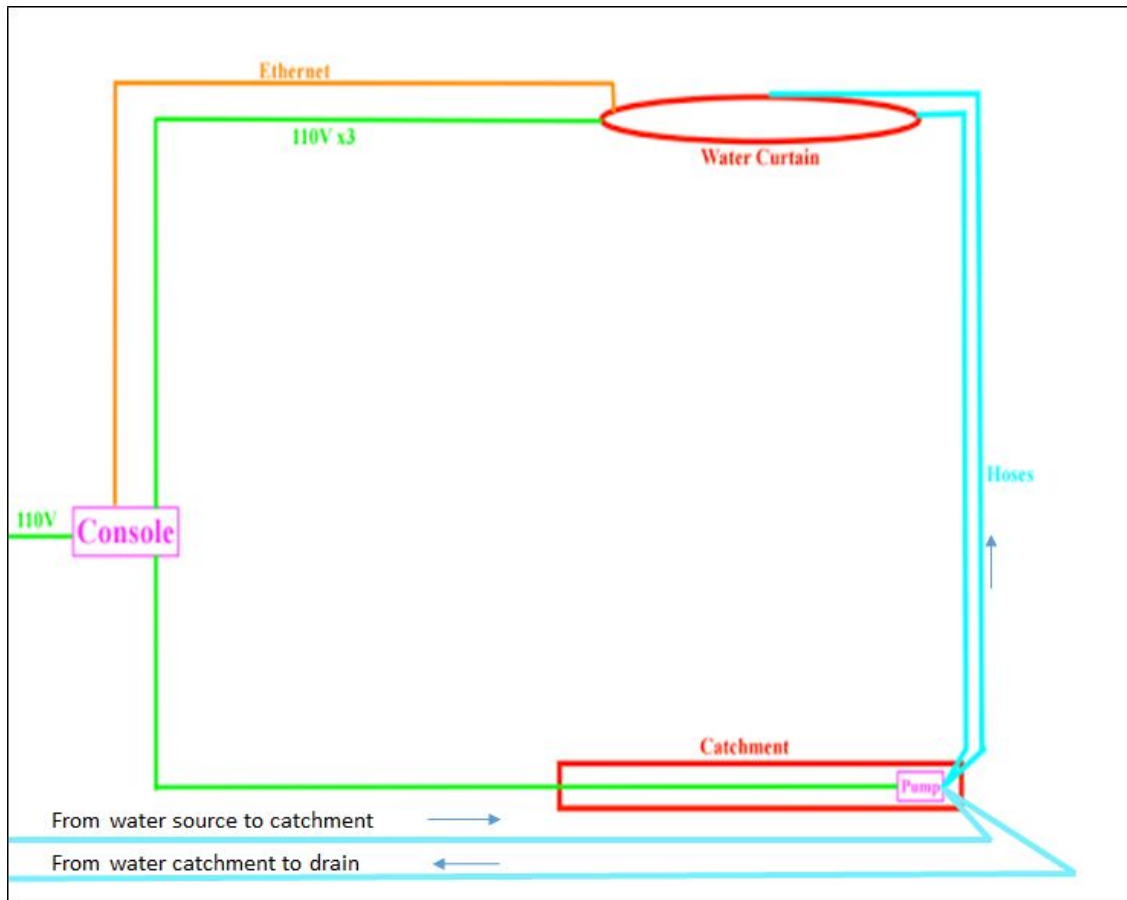 Ethernet
110V x3
Water Curtain
Hoses
110V
Console
Catchment
Pump
From water source to catchment
From water catchment to drain